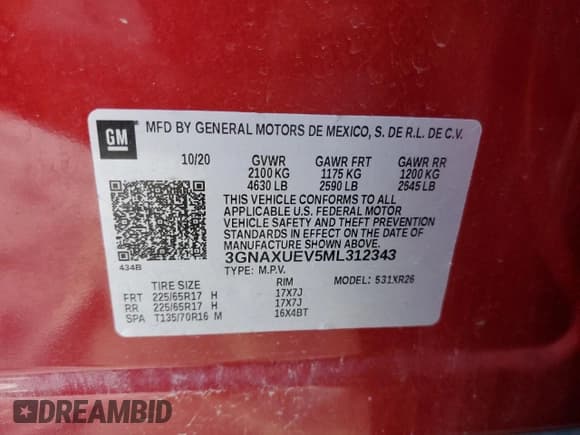 GM
MFD BY GENERAL MOTORS DE MEXICO, S. DE R.L. DE C.V.
10/20 GVWR GAWR FRT GAWR RR
2100 KG 1175 KG 1200 KG
4630 LB 2590 LB 2645 LB
THIS VEHICLE CONFORMS TO ALL
APPLICABLE U.S. FEDERAL MOTOR
VEHICLE SAFETY AND THEFT PREVENTION
STANDARDS IN EFFECT ON THE DATE OF
MANUFACTURE SHOWN ABOVE.
434B 3GNAXUEV5ML312343
TYPE: M.P.V. MODEL: 531XR26
RIM
FRT 225/65R17 H 17X7J
RR 225/65R17 H 17X7J
SPA T135/70R16 M 16X4BT
DREAMBID